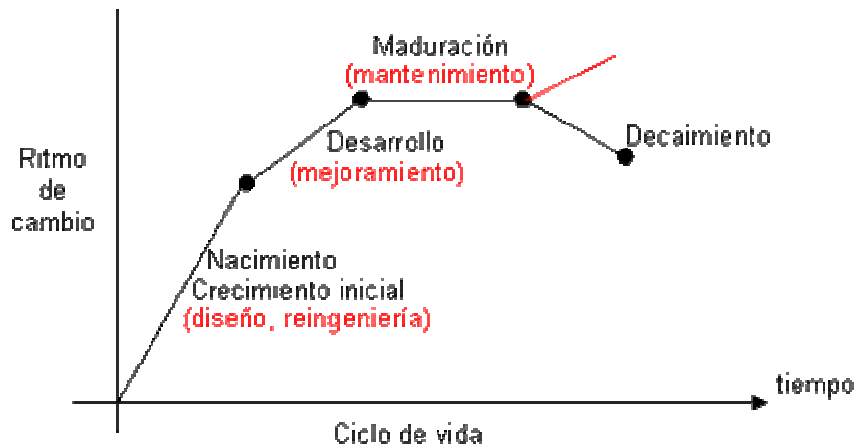 Maduración
(mantenimiento)
Desarrollo
(mejoramiento)
Decaimiento
Ritmo
de
cambio
Nacimiento
Crecimiento inicial
(diseño, reingeniería)
tiempo
Ciclo de vida